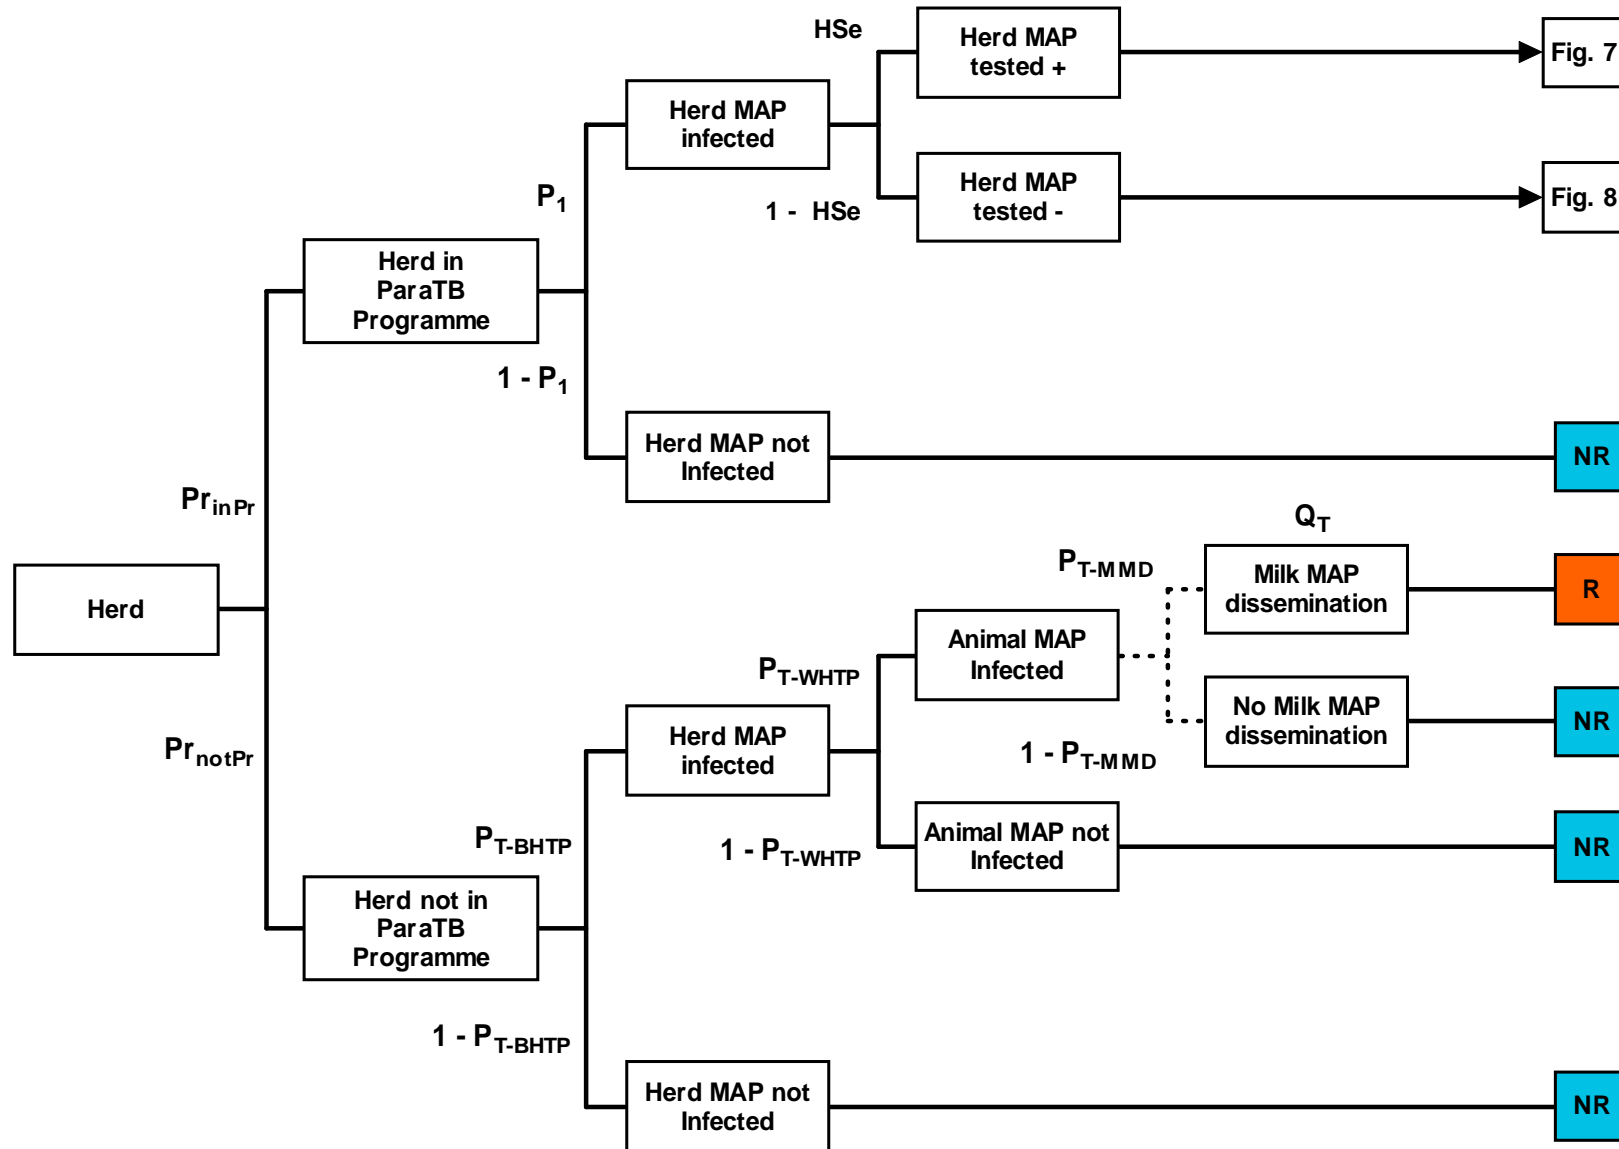 HSe
Herd MAP
tested +
Fig. 7
Herd MAP
infected
P1
1 - HSe
Herd MAP
tested -
Fig. 8
Herd in
ParaTB
Programme
1 - P1
Herd MAP not
Infected
NR
PrinPr
Herd
PrnotPr
QT
PT-MMD
Milk MAP
dissemination
R
Animal MAP
Infected
PT-WHTP
1 - PT-MMD
No Milk MAP
dissemination
NR
Herd MAP
infected
PT-BHTP
1 - PT-WHTP
Animal MAP not
Infected
NR
Herd not in
ParaTB
Programme
1 - PT-BHTP
Herd MAP not
Infected
NR